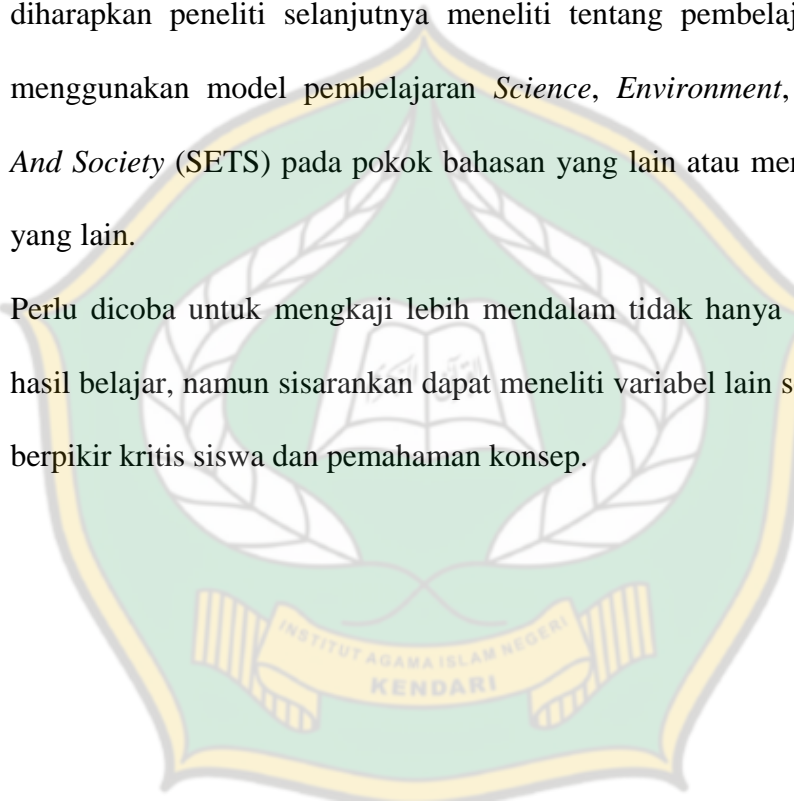 diharapkan peneliti selanjutnya meneliti tentang pembelaj
menggunakan model pembelajaran Science, Environment,
And Society (SETS) pada pokok bahasan yang lain atau mer
yang lain.
Perlu dicoba untuk mengkaji lebih mendalam tidak hanya
hasil belajar, namun sisarankan dapat meneliti variabel lain s
berpikir kritis siswa dan pemahaman konsep.
INSTITUT AGAMA ISLAM NEGERI
KENDARI